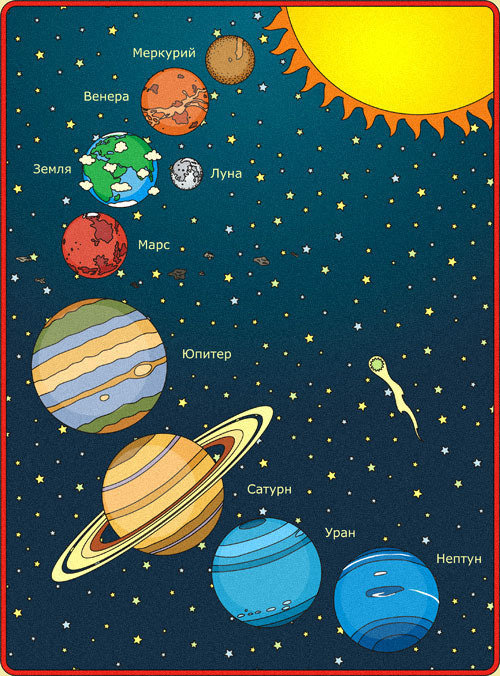 Меркурий
Венера
Земля
Луна
Марс
Юпитер
Сатурн
Уран
Нептун